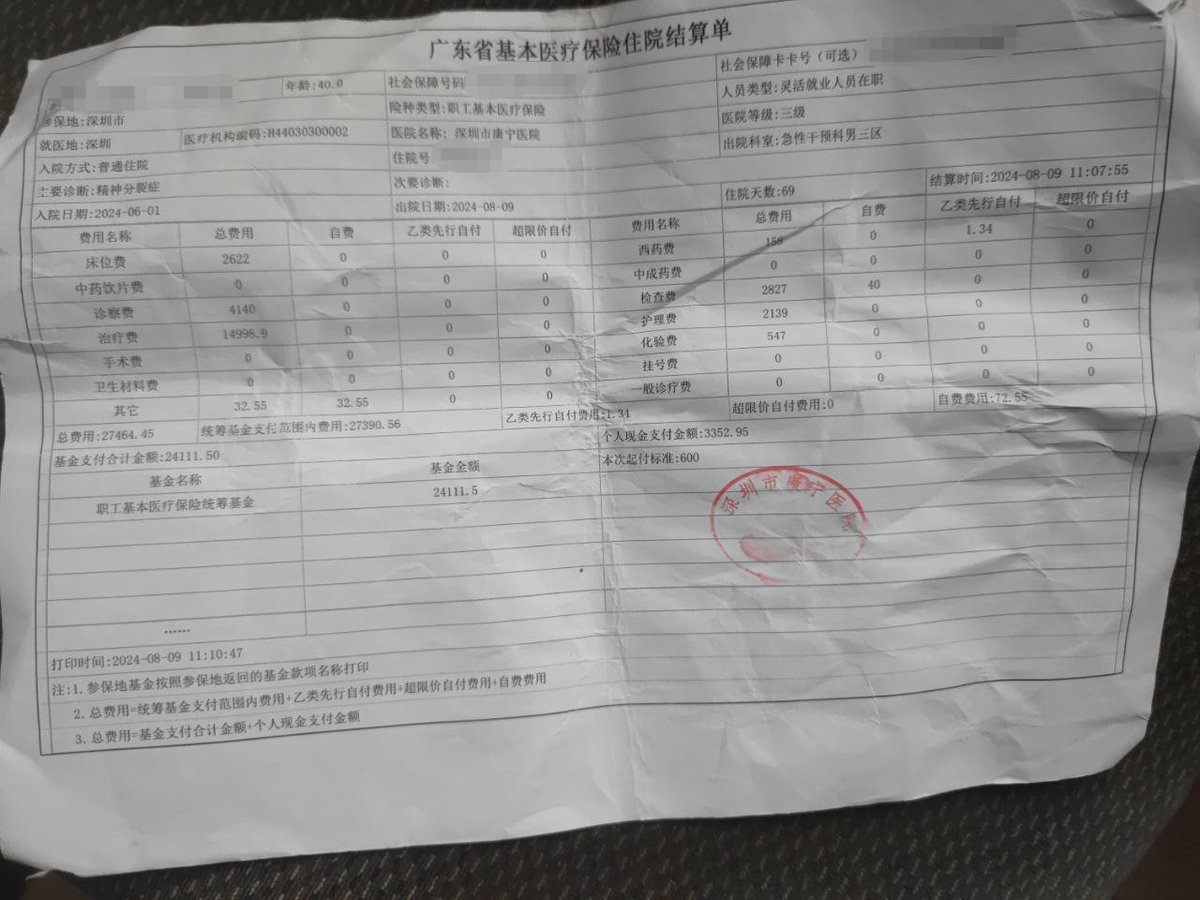 广东省基本医疗保险住院结算单
年龄:40.0 社会保障号码 社会保障卡卡号（可选）
参保地:深圳市 险种类型:职工基本医疗保险 人员类型:灵活就业人员在职
就医地:深圳 医疗机构编码:H44030300002 医院名称: 深圳市康宁医院 医院等级:三级
入院方式:普通住院 住院号 出院科室:急性干预科男三区
主要诊断:精神分裂症 次要诊断:
入院日期:2024-06-01 出院日期:2024-08-09 住院天数:69 结算时间:2024-08-09 11:07:55
费用名称 总费用 自费 乙类先行自付 超限价自付 费用名称 总费用 自费 乙类先行自付 超限价自付
床位费 2622 0 0 0 西药费 158 0 1.34 0
中药饮片费 0 0 0 0 中成药费 0 0 0 0
诊察费 4140 0 0 0 检查费 2827 40 0 0
治疗费 14998.9 0 0 0 护理费 2139 0 0 0
手术费 0 0 0 0 化验费 547 0 0 0
卫生材料费 0 0 0 0 挂号费 0 0 0 0
其它 32.55 32.55 0 0 一般诊疗费 0 0 0 0
总费用:27464.45 统筹基金支付范围内费用:27390.56 乙类先行自付费用:1.34 超限价自付费用:0 自费费用:72.55
基金支付合计金额:24111.50 个人现金支付金额:3352.95
基金名称 基金金额 本次起付标准:600
职工基本医疗保险统筹基金 24111.5
深圳市康宁医院
......
打印时间:2024-08-09 11:10:47
注:1. 参保地基金按照参保地返回的基金款项名称打印
2. 总费用=统筹基金支付范围内费用+乙类先行自付费用+超限价自付费用+自费费用
3. 总费用=基金支付合计金额+个人现金支付金额